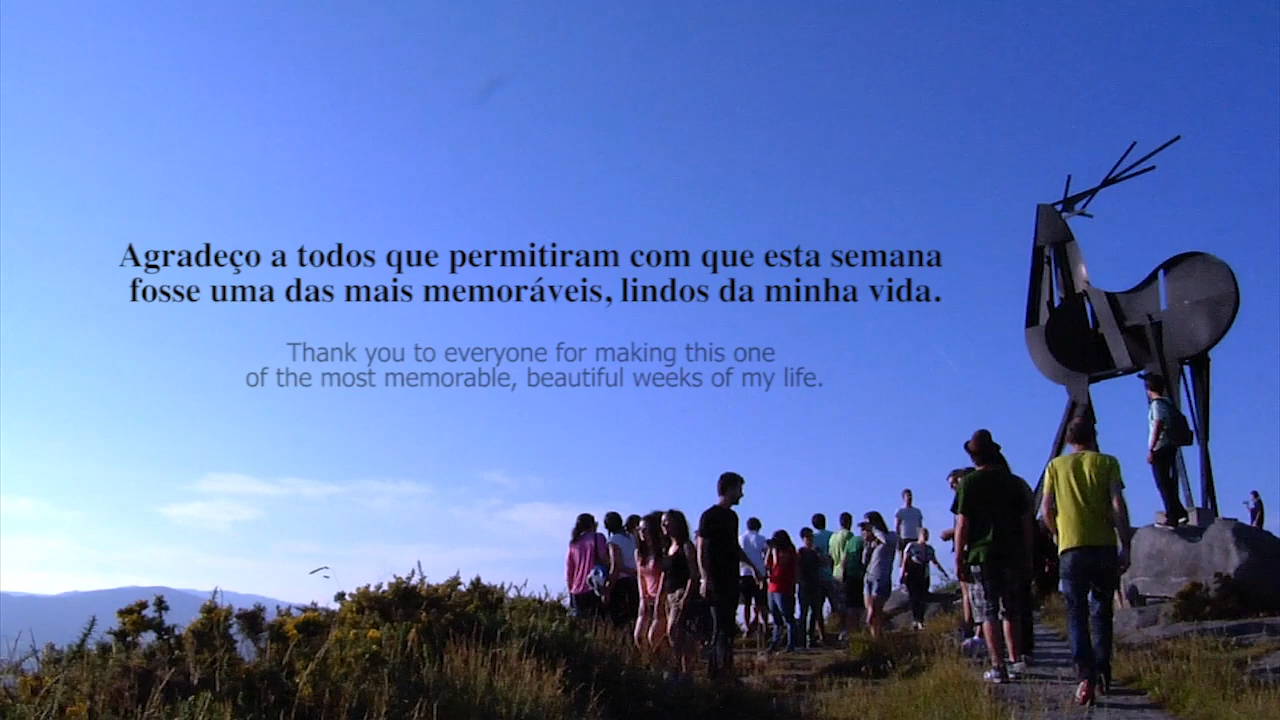 Agradeço a todos que permitiram com que esta semana
fosse uma das mais memoráveis, lindos da minha vida.
Thank you to everyone for making this one
of the most memorable, beautiful weeks of my life.